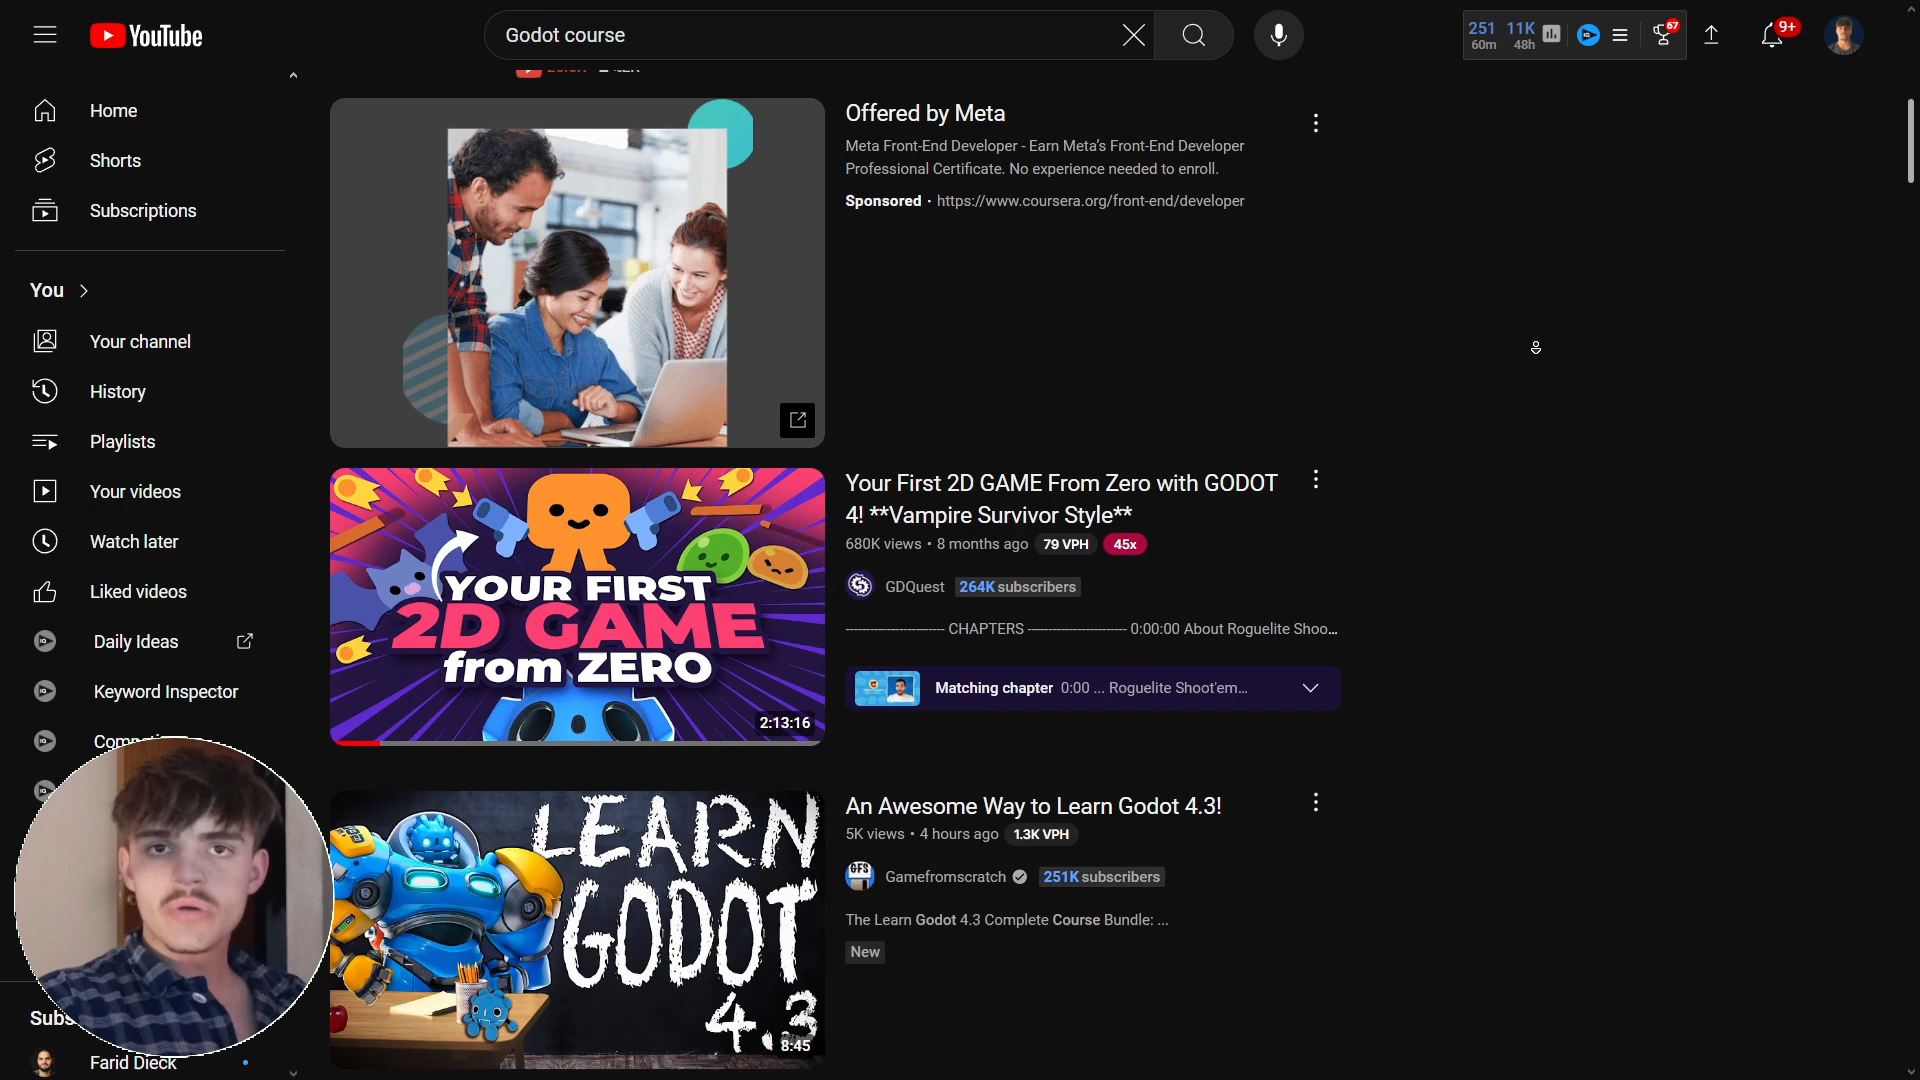 YouTube
Godot course
251 11K
60m 48h
67
9+
Home
Shorts
Subscriptions
You
Your channel
History
Playlists
Your videos
Watch later
Liked videos
Daily Ideas
Keyword Inspector
Subs
Farid Dieck
Offered by Meta
Meta Front-End Developer - Earn Meta's Front-End Developer
Professional Certificate. No experience needed to enroll.
Sponsored · https://www.coursera.org/front-end/developer
YOUR FIRST
2D GAME
from ZERO
2:13:16
Your First 2D GAME From Zero with GODOT
4! **Vampire Survivor Style**
680K views • 8 months ago 79 VPH 45x
GDQuest 264K subscribers
----------------------- CHAPTERS ----------------------- 0:00:00 About Roguelite Shoo...
Matching chapter 0:00 ... Roguelite Shoot'em...
LEARN
GODOT
4.3
8:45
An Awesome Way to Learn Godot 4.3!
5K views • 4 hours ago 1.3K VPH
GFS
Gamefromscratch 251K subscribers
The Learn Godot 4.3 Complete Course Bundle: ...
New